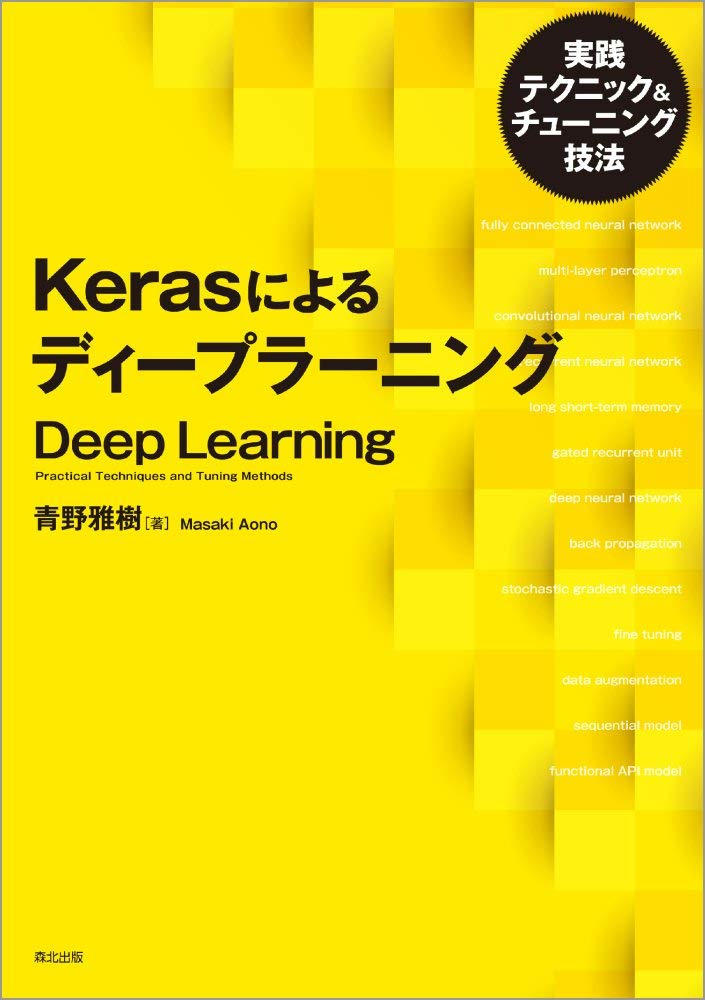 実践
テクニック&
チューニング
技法
fully connected neural network
multi-layer perceptron
Kerasによる
convolutional neural network
ディープラーニング
recurrent neural network
long short-term memory
Deep Learning
gated recurrent unit
Practical Techniques and Tuning Methods
deep neural network
青野雅樹[著] Masaki Aono
back propagation
stochastic gradient descent
fine tuning
data augmentation
sequential model
functional API model
森北出版